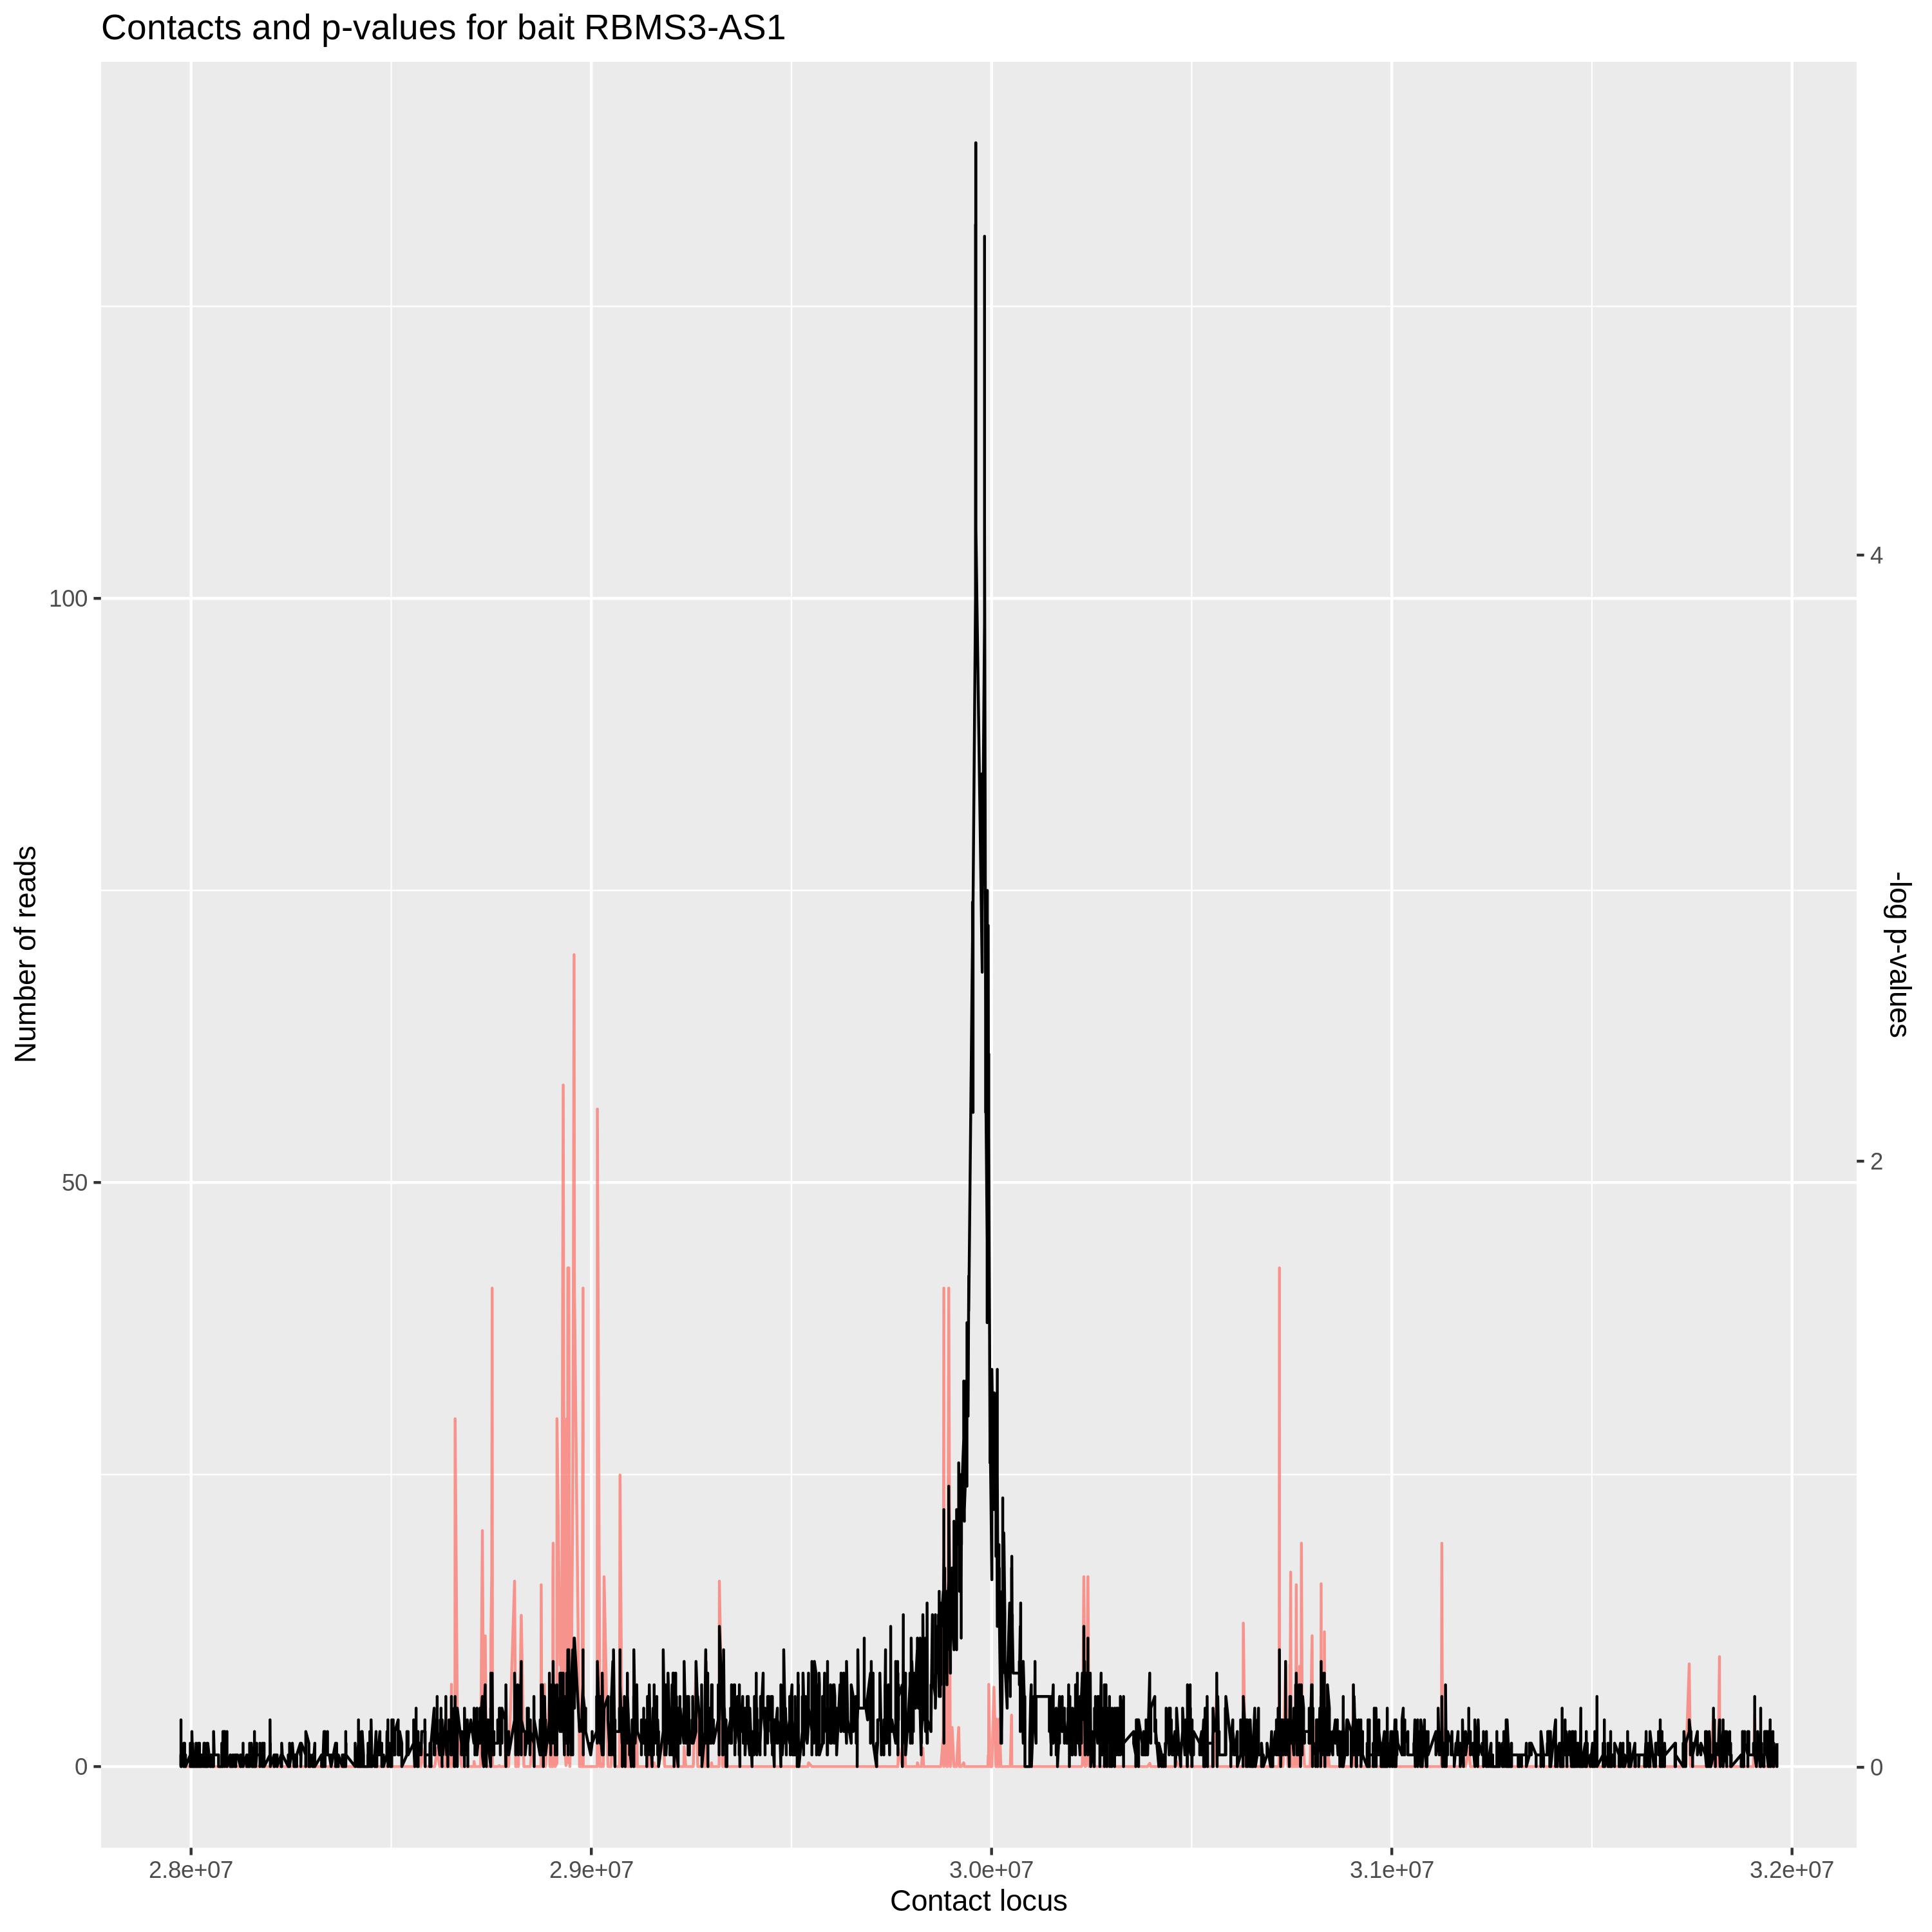 Contacts and p-values for bait RBMS3-AS1
Number of reads
100
50
0
4
2
0
-log p-values
2.8e+07
2.9e+07
3.0e+07
3.1e+07
3.2e+07
Contact locus